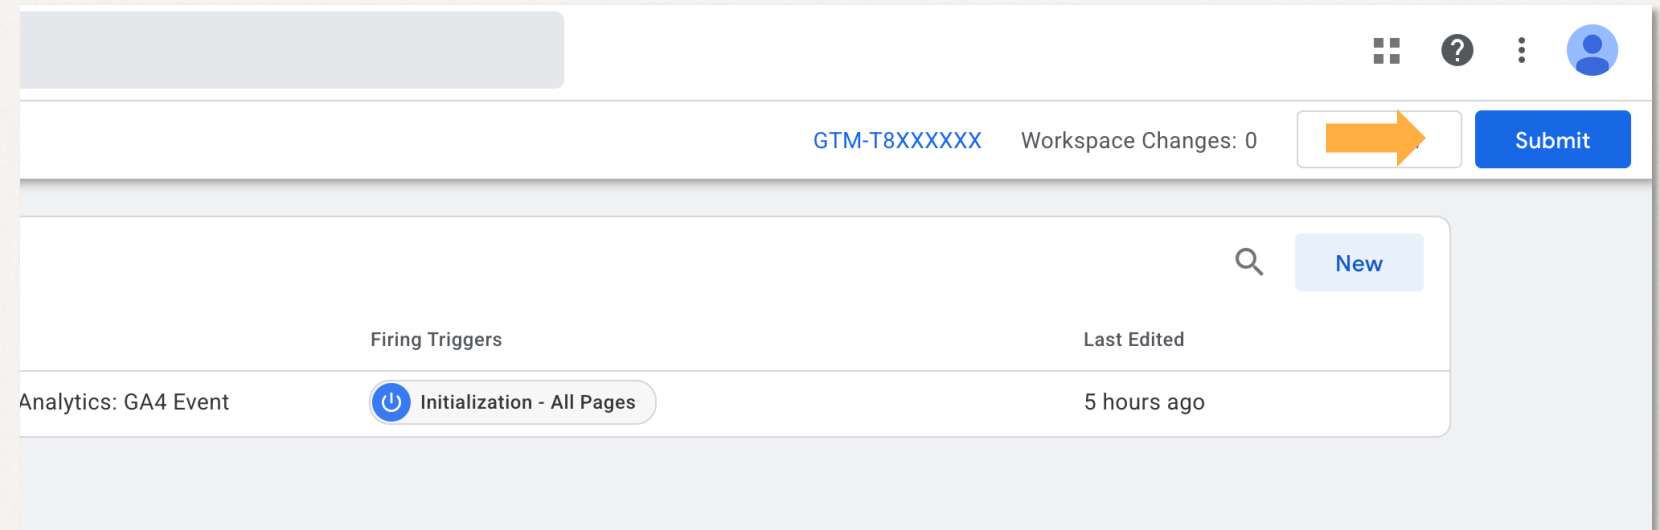 GTM-T8XXXXXX Workspace Changes: 0 Submit
New
Firing Triggers Last Edited
Analytics: GA4 Event Initialization - All Pages 5 hours ago